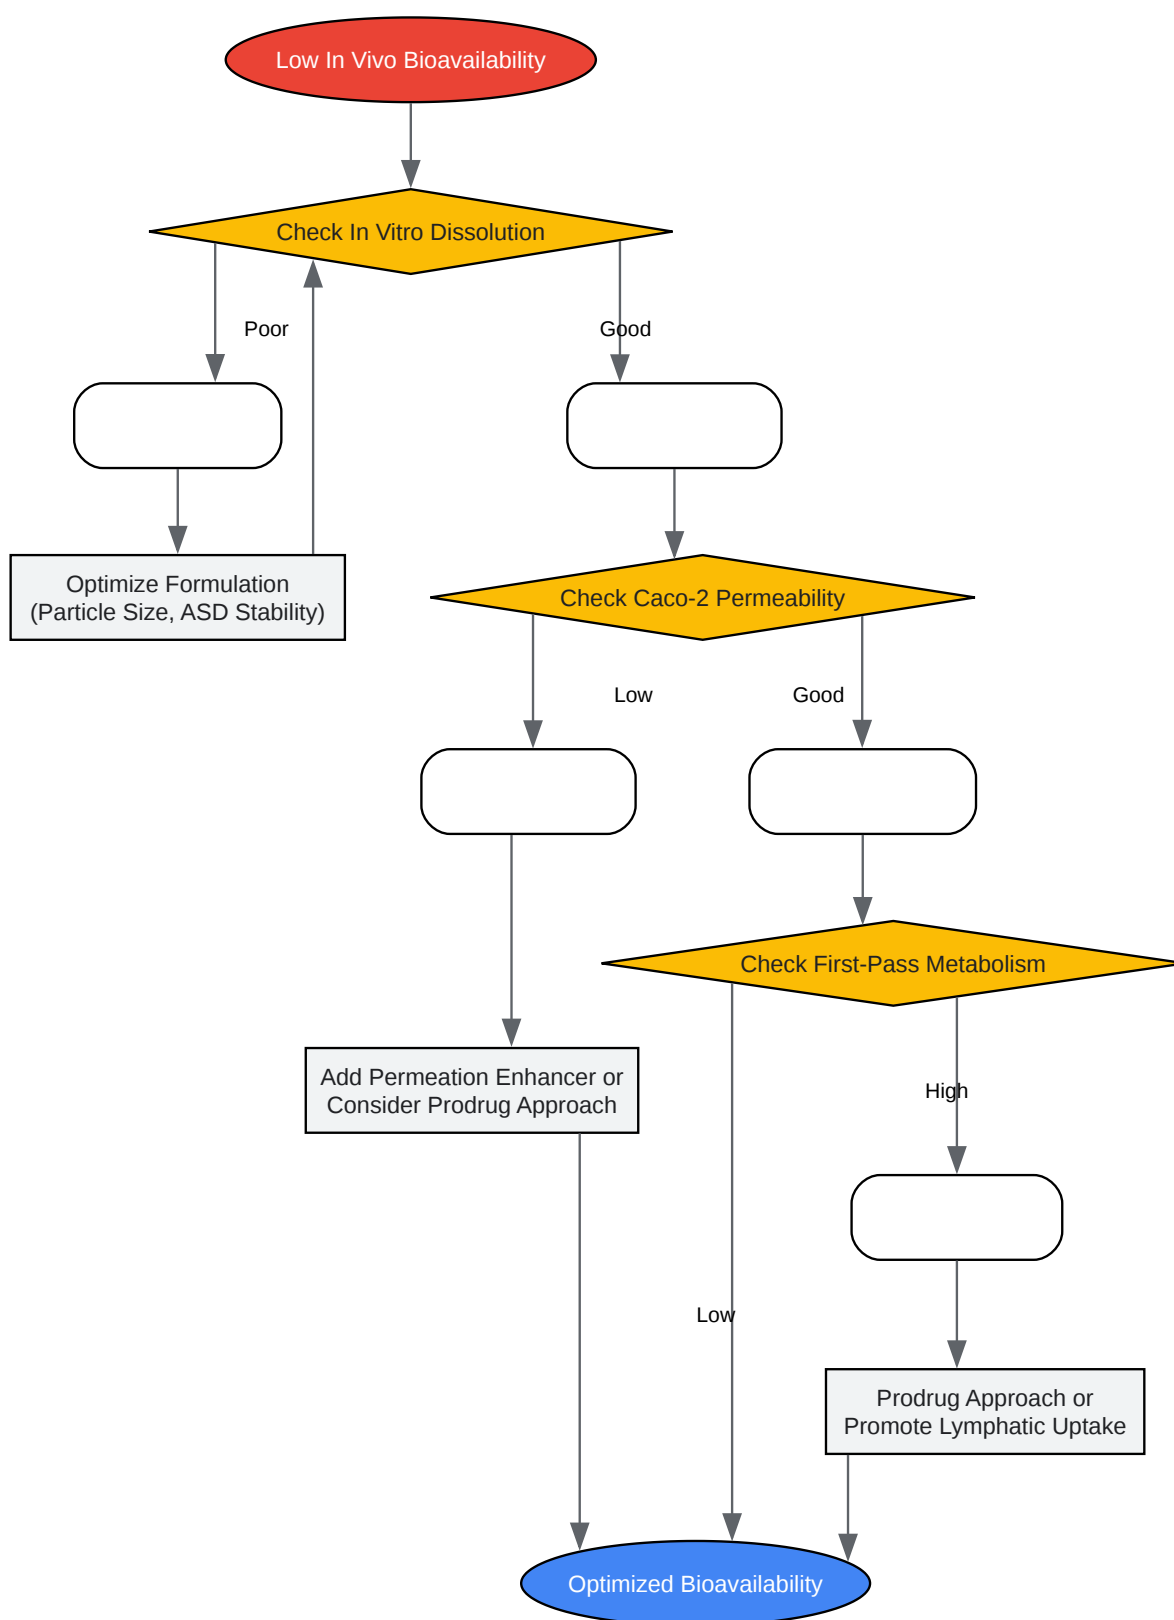 Low In Vivo Bioavailability
Check In Vitro Dissolution
Poor
Good
Optimize Formulation
(Particle Size, ASD Stability)
Check Caco-2 Permeability
Low
Good
Check First-Pass Metabolism
Add Permeation Enhancer or
Consider Prodrug Approach
High
Low
Prodrug Approach or
Promote Lymphatic Uptake
Optimized Bioavailability